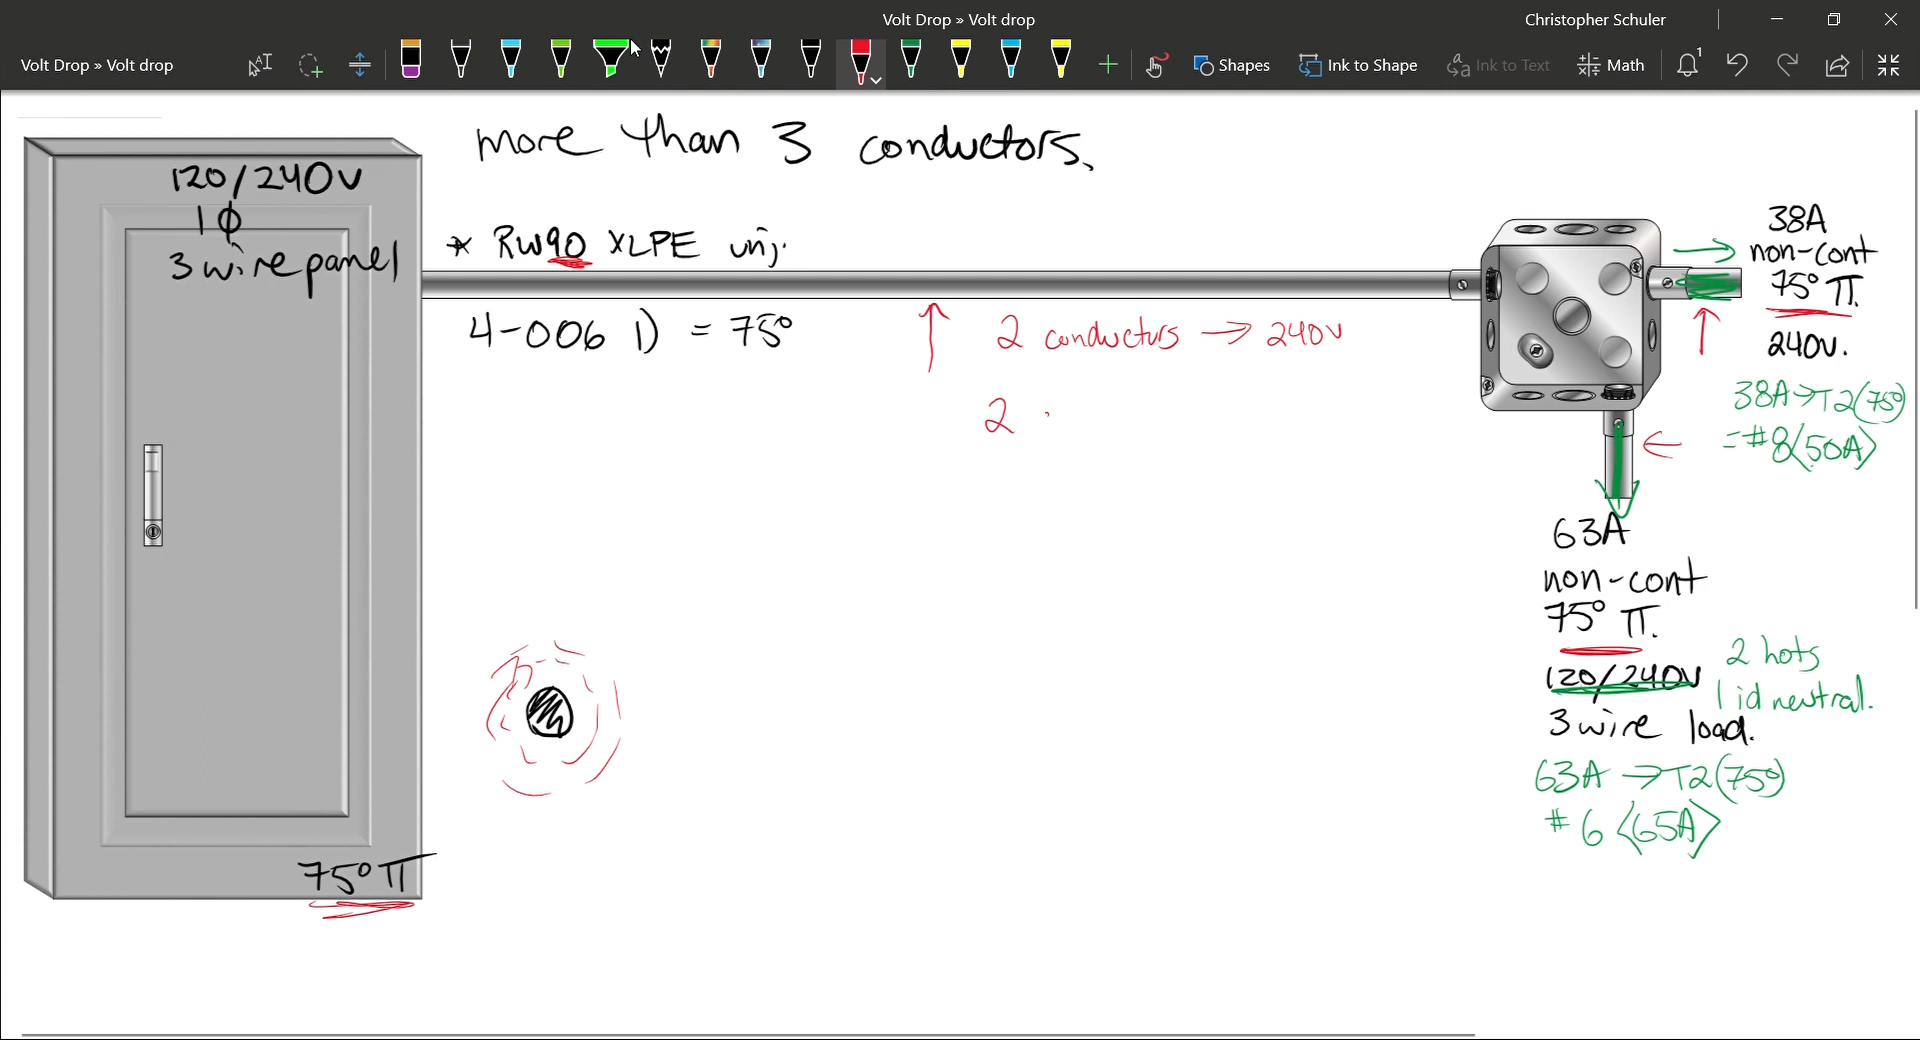 Volt Drop » Volt drop
Christopher Schuler
Volt Drop » Volt drop
Shapes
Ink to Shape
Ink to Text
Math
1
more than 3 conductors.
120/240V
1Φ
3 wire panel
* RW90 XLPE unj.
4-006 1) = 75°
2 conductors → 240V
2
38A
non-cont
75° TT.
240V.
38A→T2(75°)
=#8(50A)
63A
non-cont
75° TT.
120/240V
3 wire load.
2 hots
1 id neutral.
63A → T2(75°)
#6 (65A)
75° TT